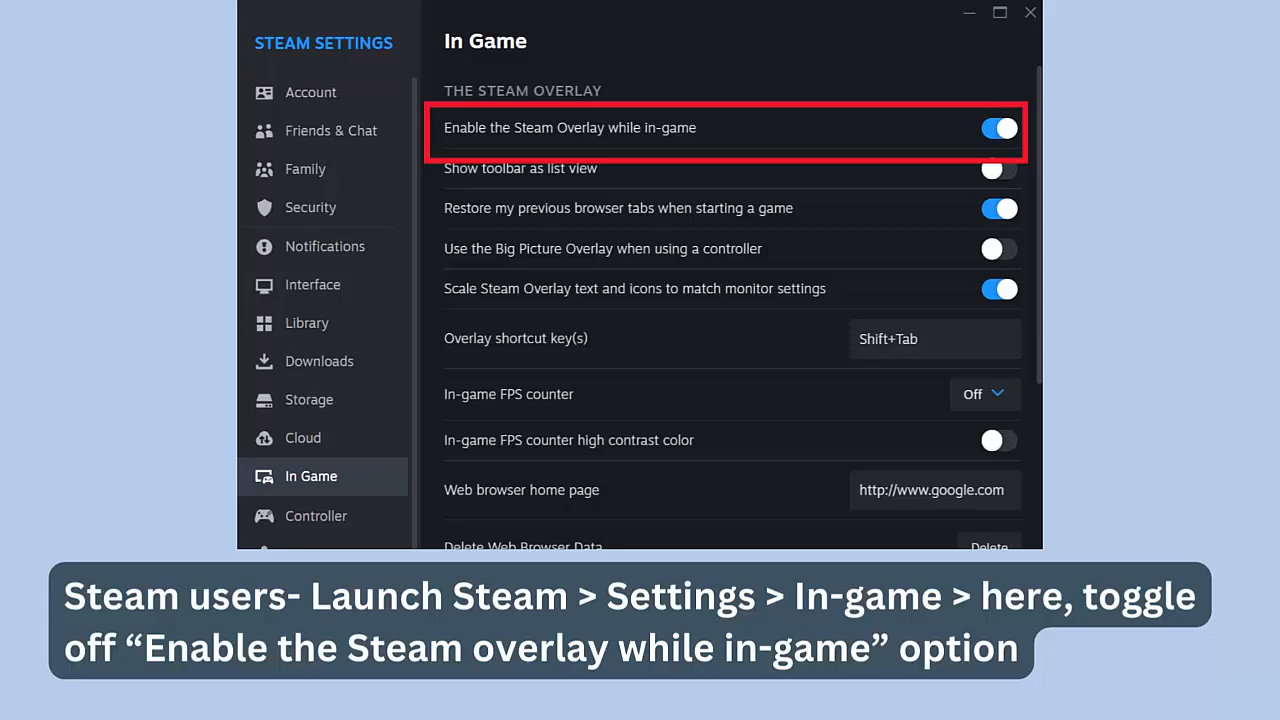 STEAM SETTINGS
Account
Friends & Chat
Family
Security
Notifications
Interface
Library
Downloads
Storage
Cloud
In Game
Controller
In Game
THE STEAM OVERLAY
Enable the Steam Overlay while in-game
Show toolbar as list view
Restore my previous browser tabs when starting a game
Use the Big Picture Overlay when using a controller
Scale Steam Overlay text and icons to match monitor settings
Overlay shortcut key(s) Shift+Tab
In-game FPS counter Off
In-game FPS counter high contrast color
Web browser home page http://www.google.com
Delete Web Browser Data Delete
Steam users- Launch Steam > Settings > In-game > here, toggle
off “Enable the Steam overlay while in-game” option